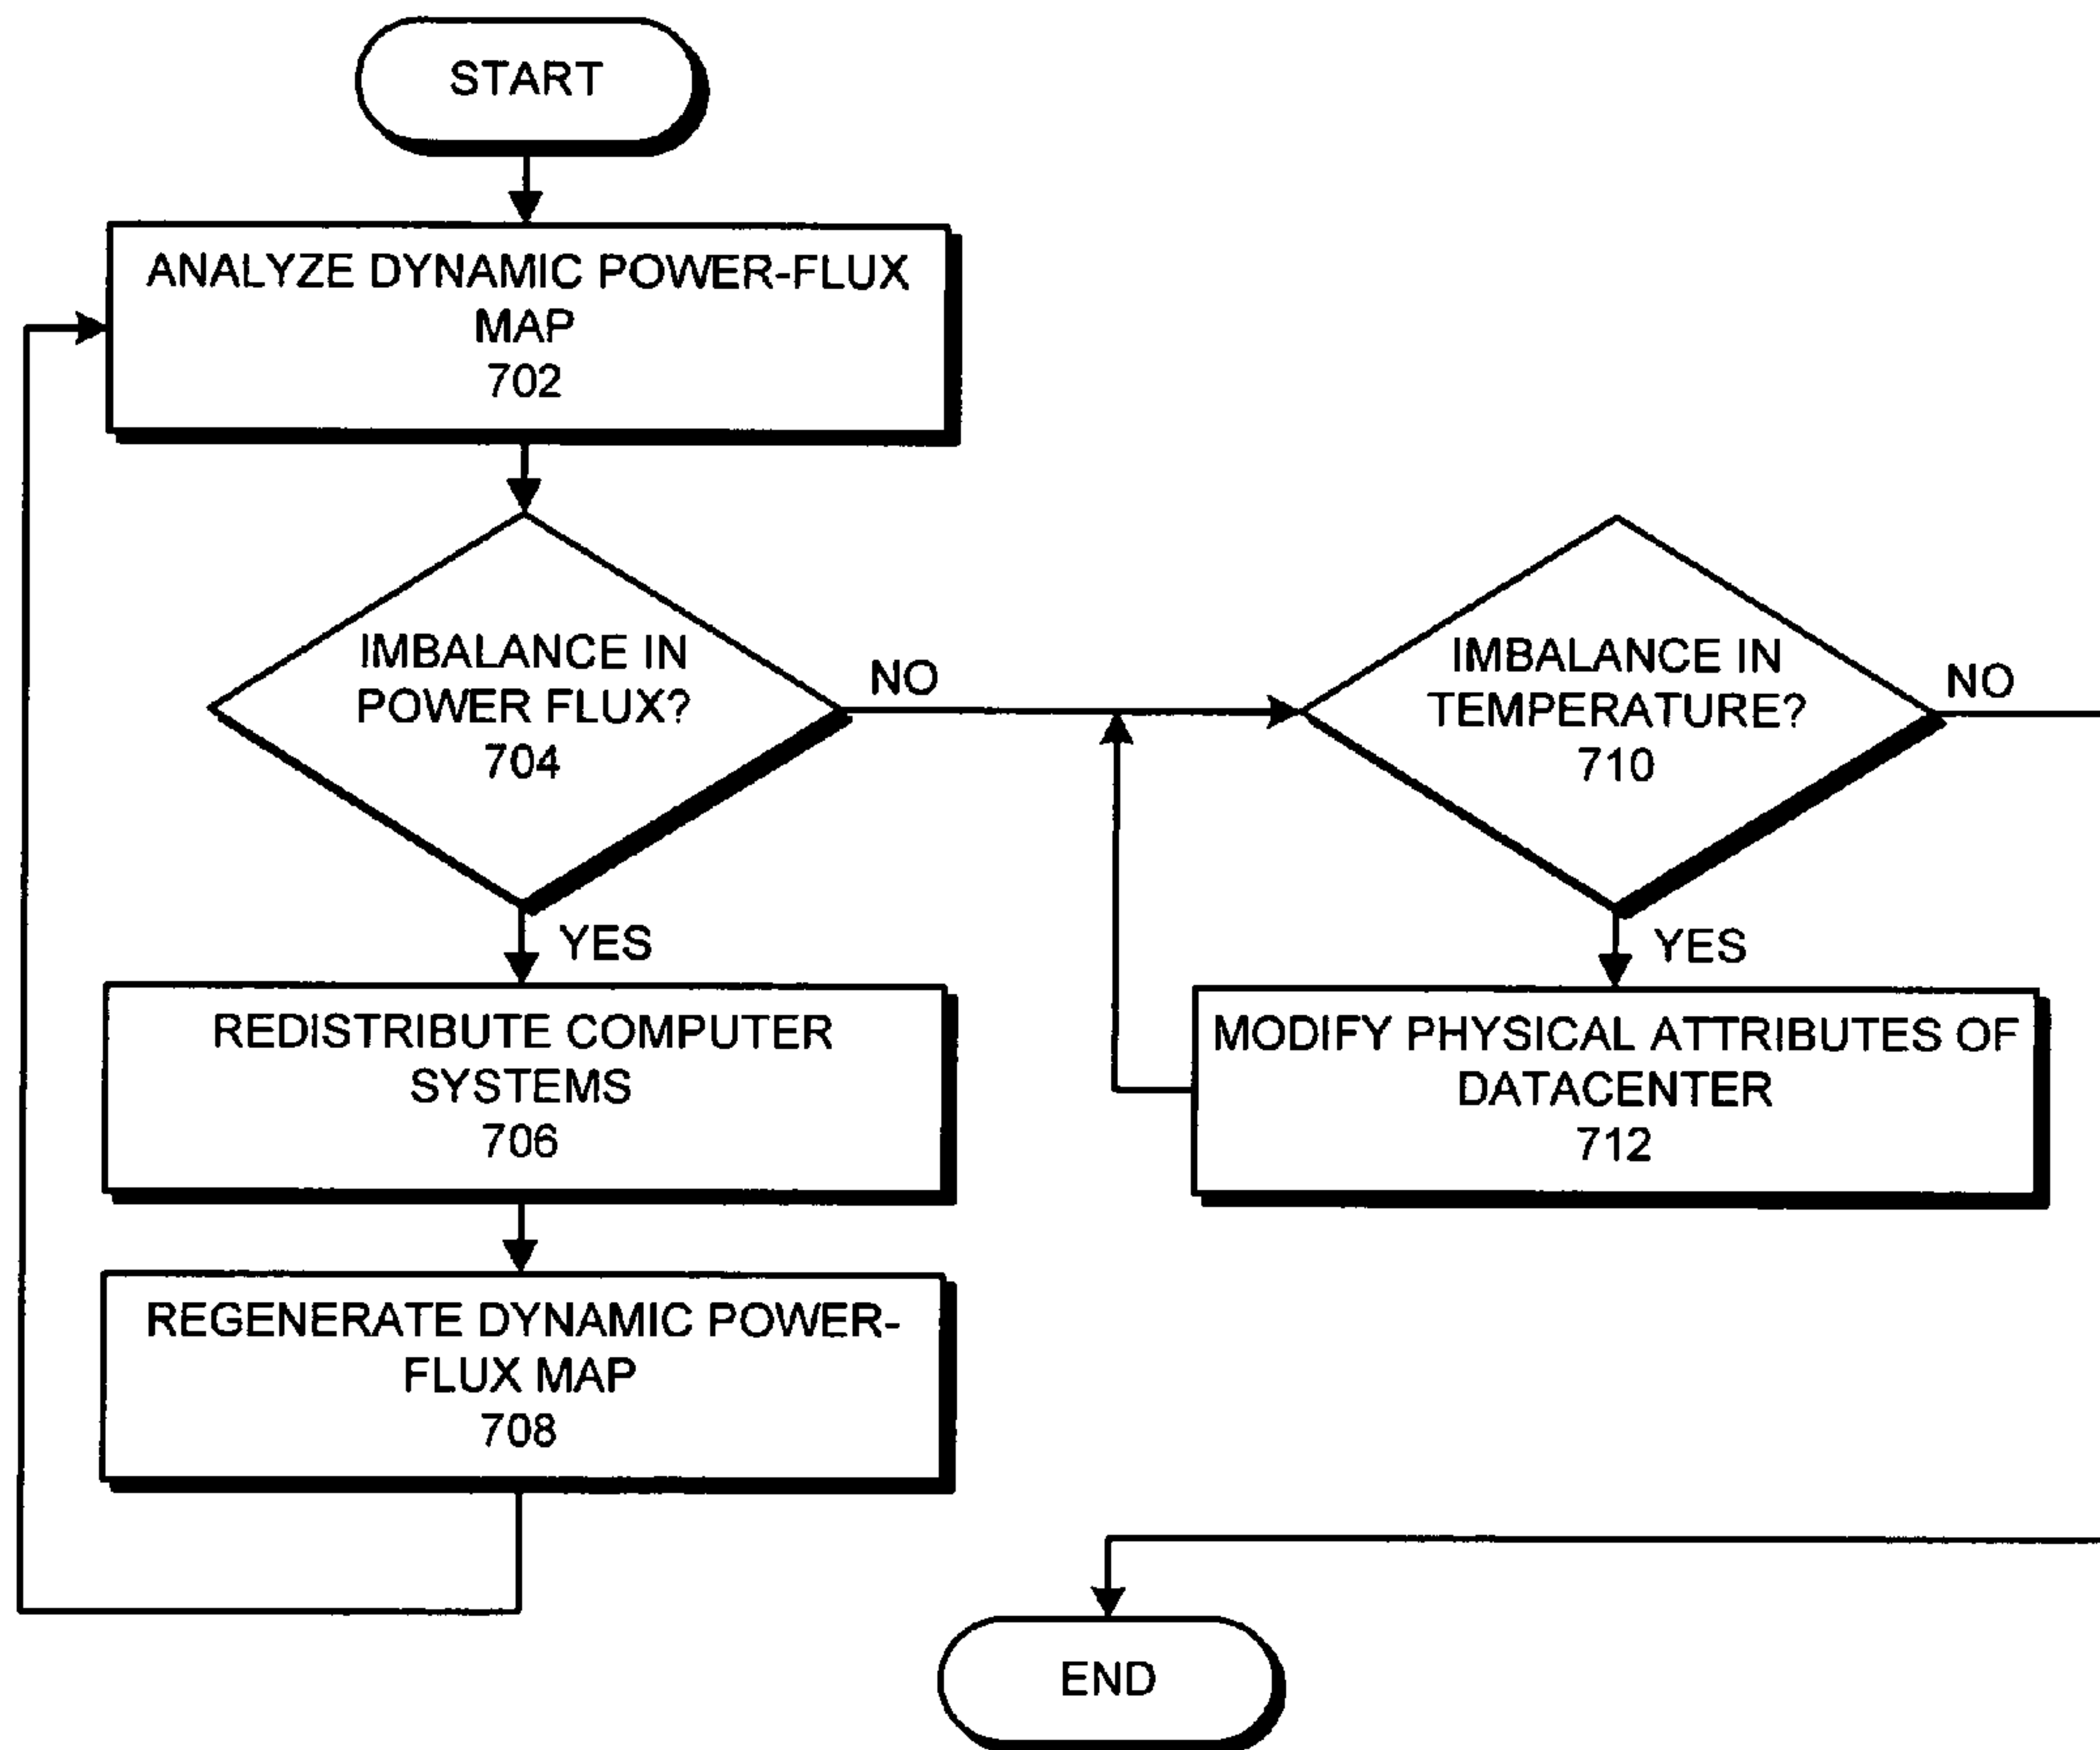 START
ANALYZE DYNAMIC POWER-FLUX
MAP
702
IMBALANCE IN
POWER FLUX?
704
NO
YES
REDISTRIBUTE COMPUTER
SYSTEMS
706
REGENERATE DYNAMIC POWER-
FLUX MAP
708
IMBALANCE IN
TEMPERATURE?
710
NO
YES
MODIFY PHYSICAL ATTRIBUTES OF
DATACENTER
712
END